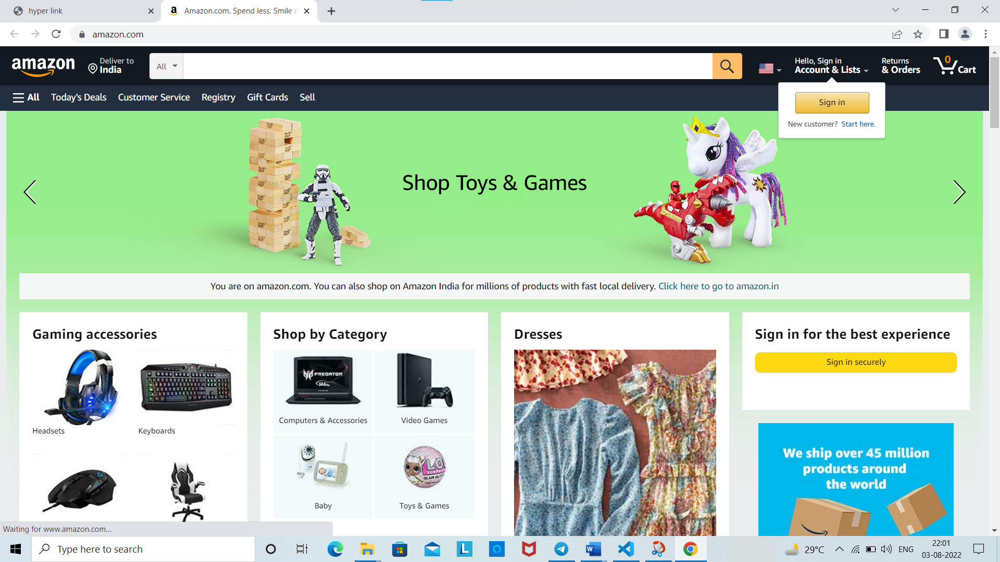 hyper link
Amazon.com. Spend less. Smile m
amazon.com
amazon
Deliver to
India
All
Hello, Sign in
Account & Lists
Returns
& Orders
0
Cart
All
Today's Deals
Customer Service
Registry
Gift Cards
Sell
Sign in
New customer? Start here.
Shop Toys & Games
You are on amazon.com. You can also shop on Amazon India for millions of products with fast local delivery. Click here to go to amazon.in
Gaming accessories
Headsets
Keyboards
Shop by Category
PREDATOR
Computers & Accessories
Video Games
Baby
Toys & Games
Dresses
Sign in for the best experience
Sign in securely
We ship over 45 million
products around
the world
Waiting for www.amazon.com...
Type here to search
29°C
ENG
22:01
03-08-2022